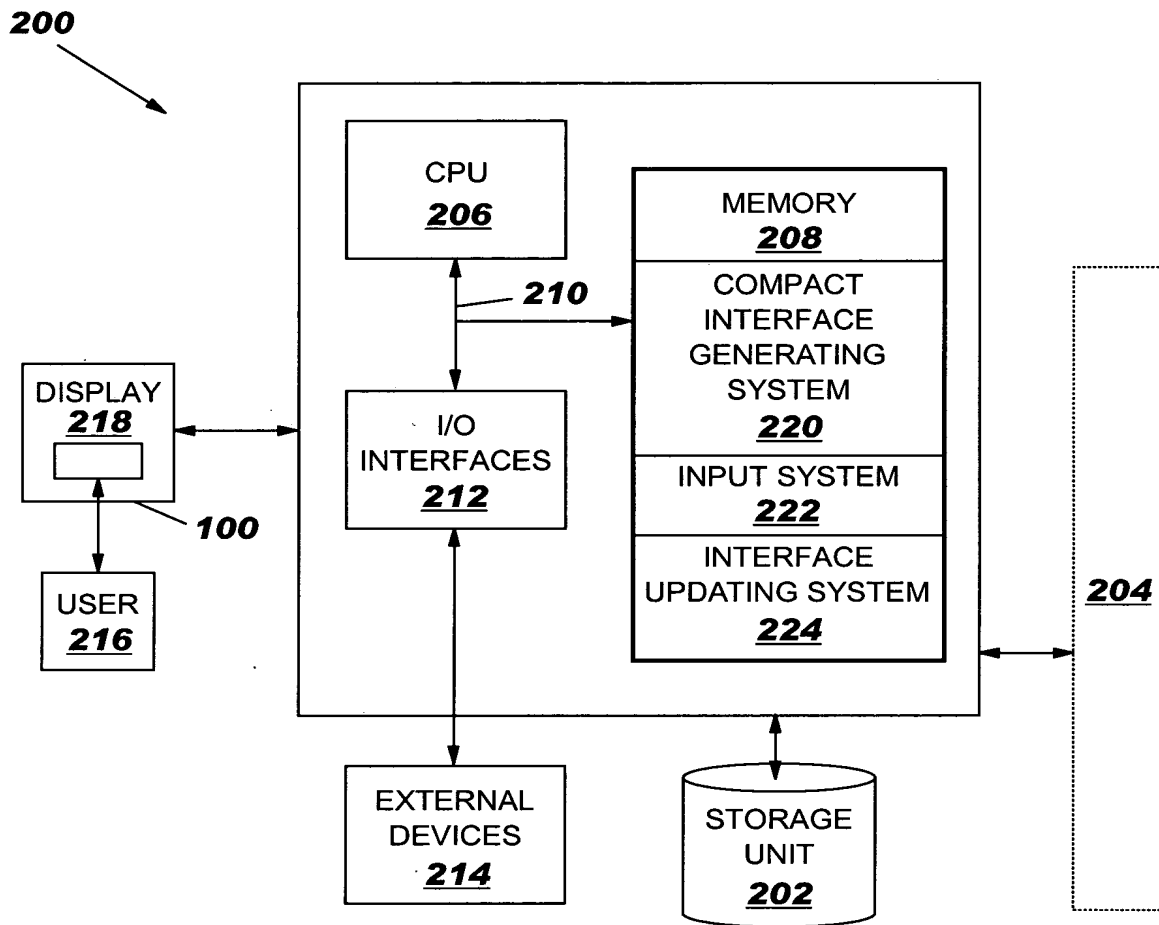 200
CPU
206
MEMORY
208
210
COMPACT
INTERFACE
GENERATING
SYSTEM
220
DISPLAY
218
100
I/O
INTERFACES
212
INPUT SYSTEM
222
INTERFACE
UPDATING SYSTEM
224
USER
216
204
EXTERNAL
DEVICES
214
STORAGE
UNIT
202